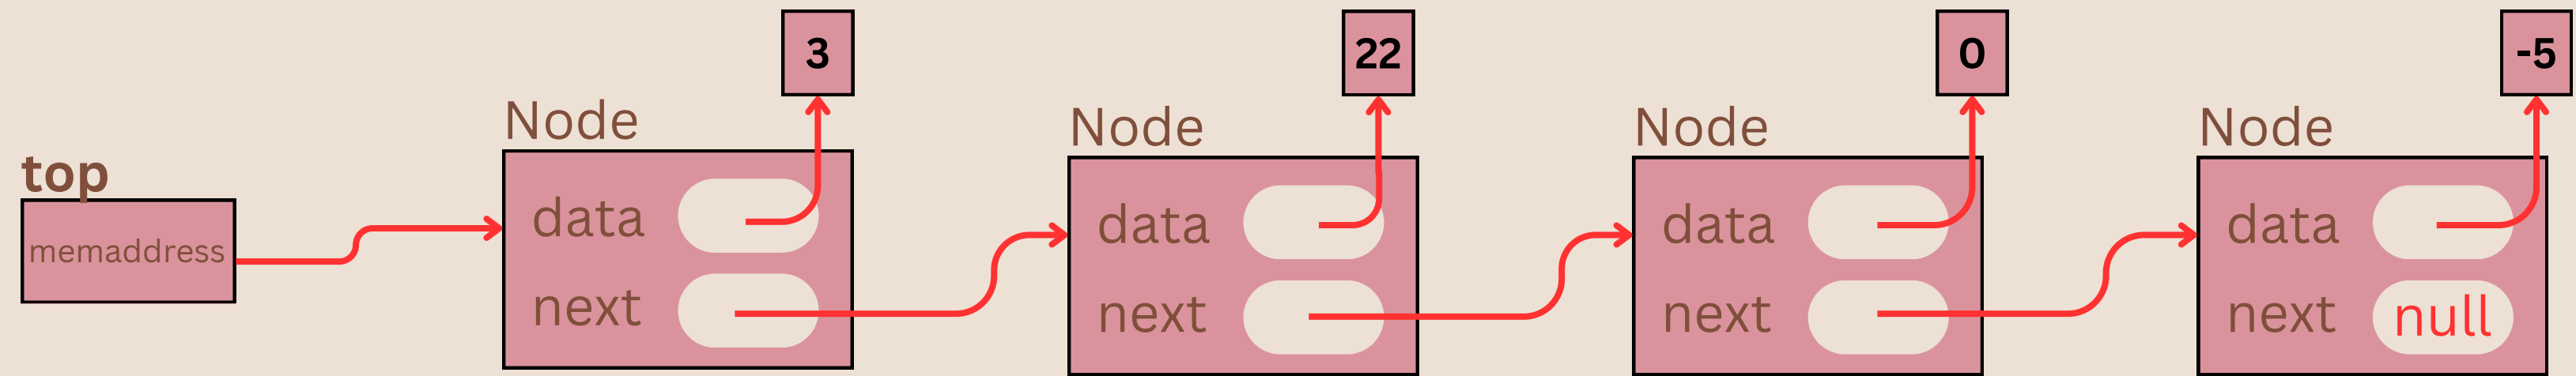 top
memaddress
Node
3
data
next
Node
22
data
next
Node
0
data
next
Node
-5
data
next
null